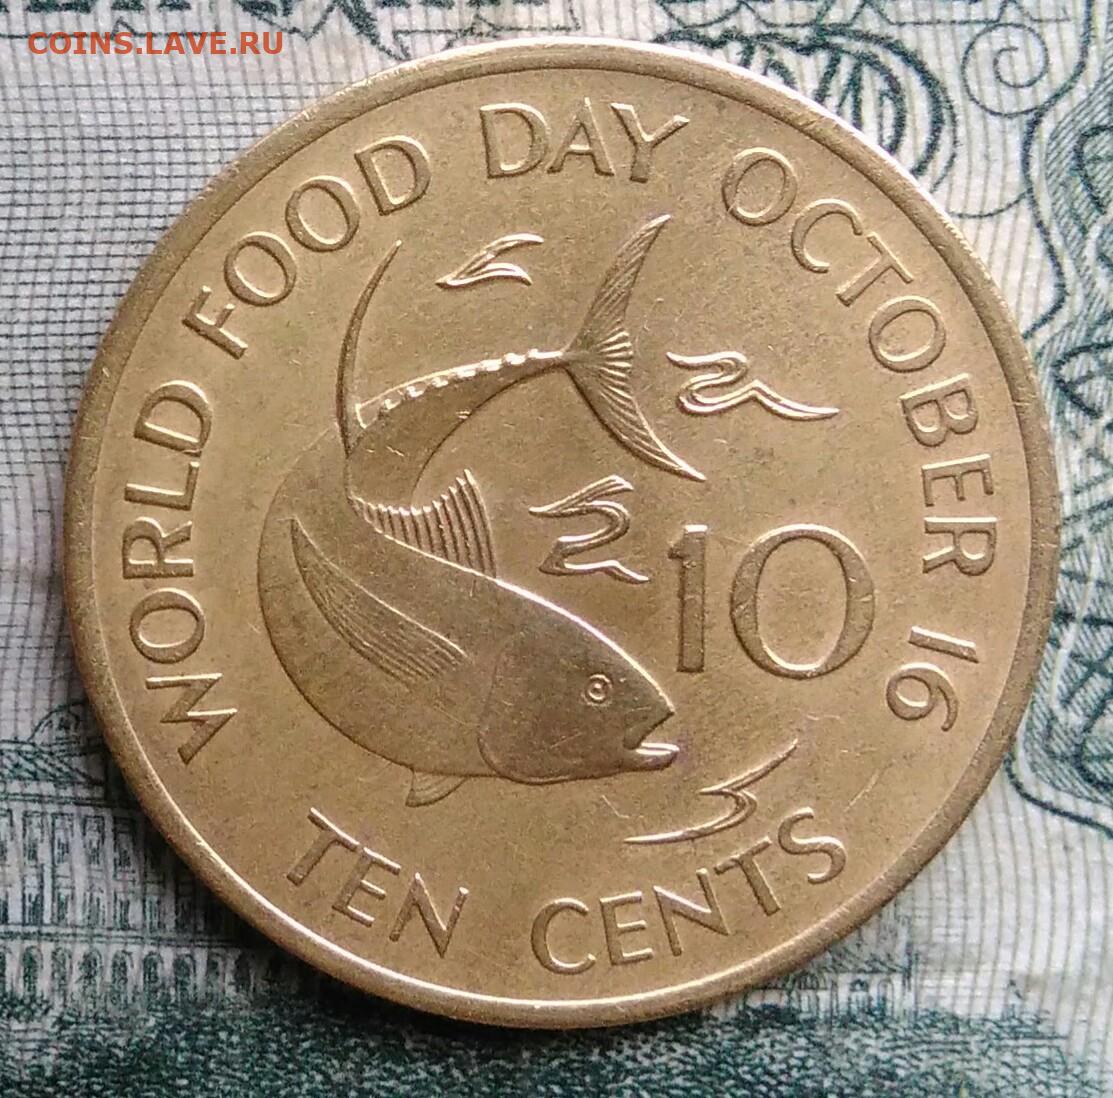 COINS.LAVE.RU
WORLD FOOD DAY OCTOBER 16
10
TEN CENTS